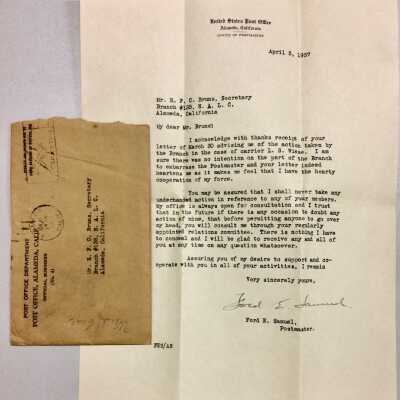 United States Post Office
Alameda, California
OFFICE OF POSTMASTER
April 2, 1937
Mr. H. F. C. Bruns, Secretary
Branch #133, N. A. L. C.
Alameda, California
My dear Mr. Bruns:
I acknowledge with thanks receipt of your
letter of March 30 advising me of the action taken by
the Branch in the case of carrier L. S. Wiese. I am
sure there was no intention on the part of the Branch
to embarrass the Postmaster and your letter indeed
heartens me as it makes me feel that I have the hearty
cooperation of my force.
You may be assured that I shall never take any
underhanded action in reference to any of your members.
My office is always open for consultation and I trust
that in the future if there is any occasion to doubt any
action of mine, that before permitting anyone to go over
my head, you will consult me through your regularly
appointed relations committee. There is nothing I have
to conceal and I will be glad to receive any and all of
you at any time on any question whatsoever.
Assuring you of my desire to support and co-
operate with you in all of your activities, I remain
Very sincerely yours,
Ford E. Samuel
Ford E. Samuel,
Postmaster.
FES/AS
POST OFFICE DEPARTMENT
POST OFFICE, ALAMEDA, CALIF.
OFFICIAL BUSINESS
Mr. H. F. C. Bruns, Secretary
Branch #133, N. A. L. C.
Alameda, California